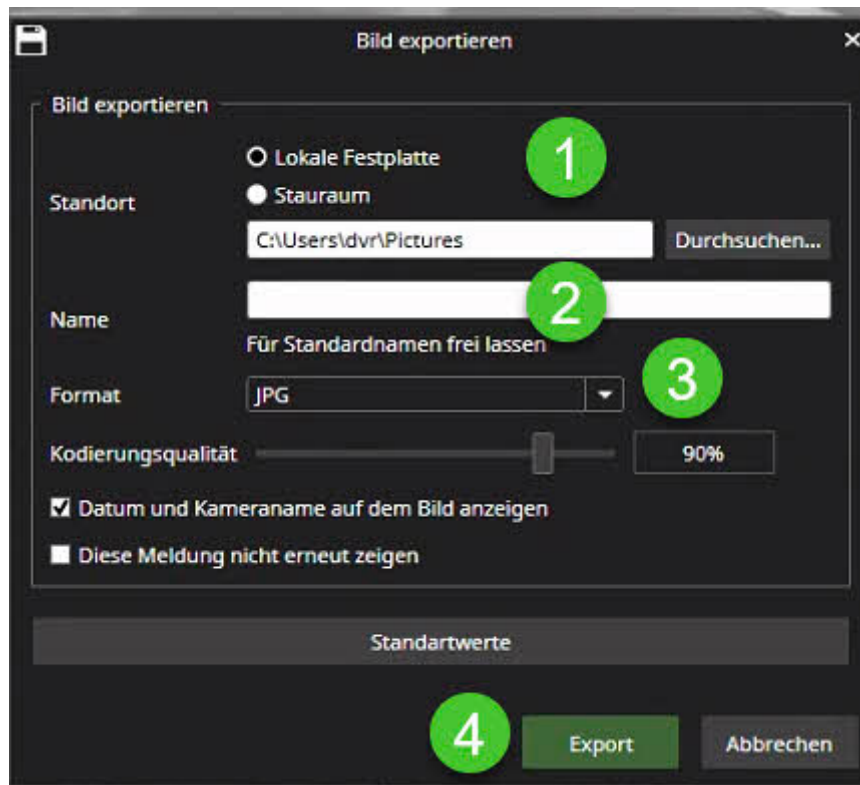 Bild exportieren
Bild exportieren
Lokale Festplatte
1
Standort
Stauraum
C:\Users\dvr\Pictures
Durchsuchen...
2
Name
Für Standardnamen frei lassen
3
Format
JPG
Kodierungsqualität
90%
Datum und Kameraname auf dem Bild anzeigen
Diese Meldung nicht erneut zeigen
Standartwerte
4
Export
Abbrechen